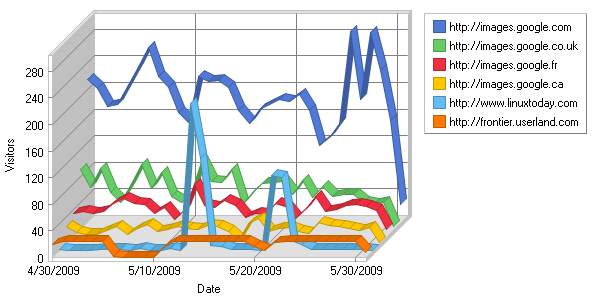 http://images.google.com
http://images.google.co.uk
http://images.google.fr
http://images.google.ca
http://www.linuxtoday.com
http://frontier.userland.com
Visitors
280
240
200
160
120
80
40
0
4/30/2009 5/10/2009 5/20/2009 5/30/2009
Date